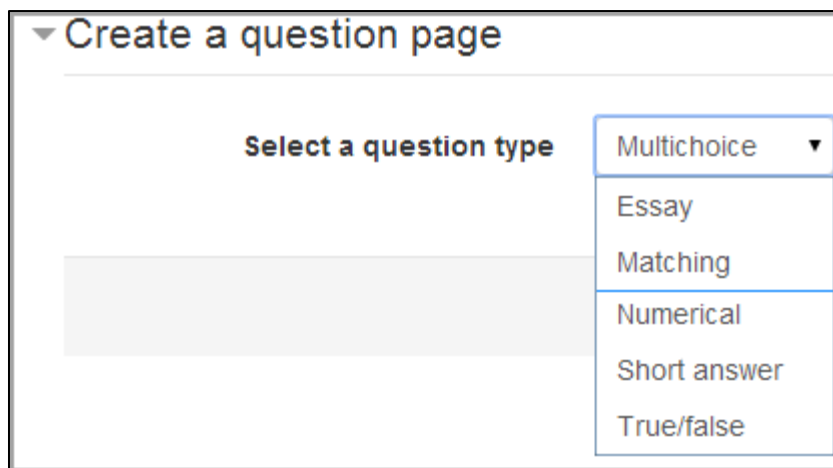 Create a question page
Select a question type Multichoice
Essay
Matching
Numerical
Short answer
True/false